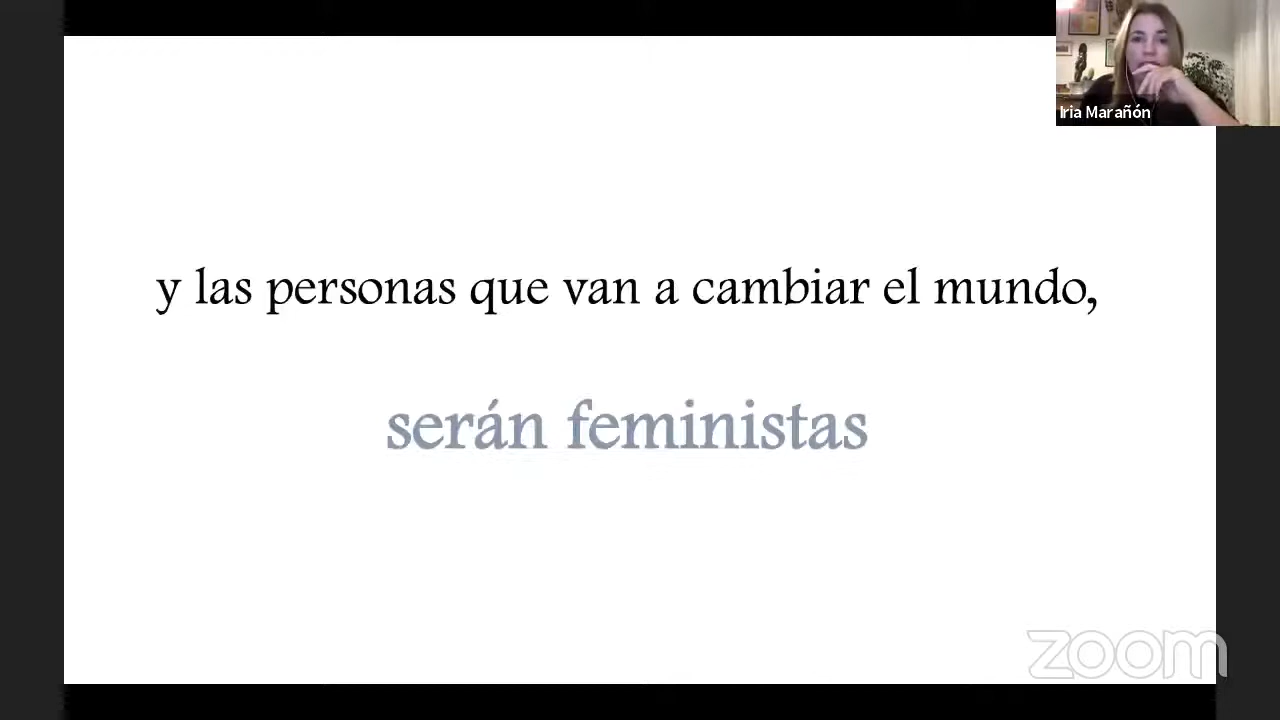 Iria Marañón
y las personas que van a cambiar el mundo,
serán feministas
zoom